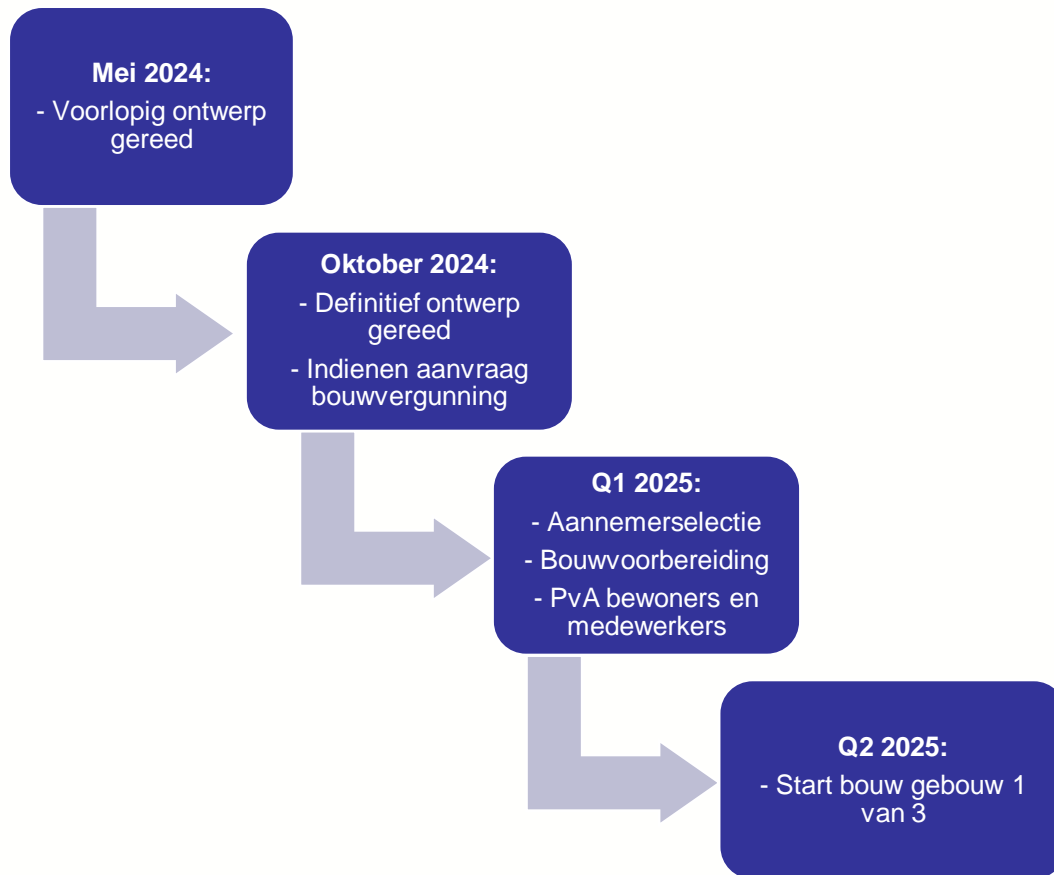 Mei 2024:
- Voorlopig ontwerp
gereed
Oktober 2024:
- Definitief ontwerp
gereed
- Indienen aanvraag
bouwvergunning
Q1 2025:
- Aannemerselectie
- Bouwvoorbereiding
- PvA bewoners en
medewerkers
Q2 2025:
- Start bouw gebouw 1
van 3